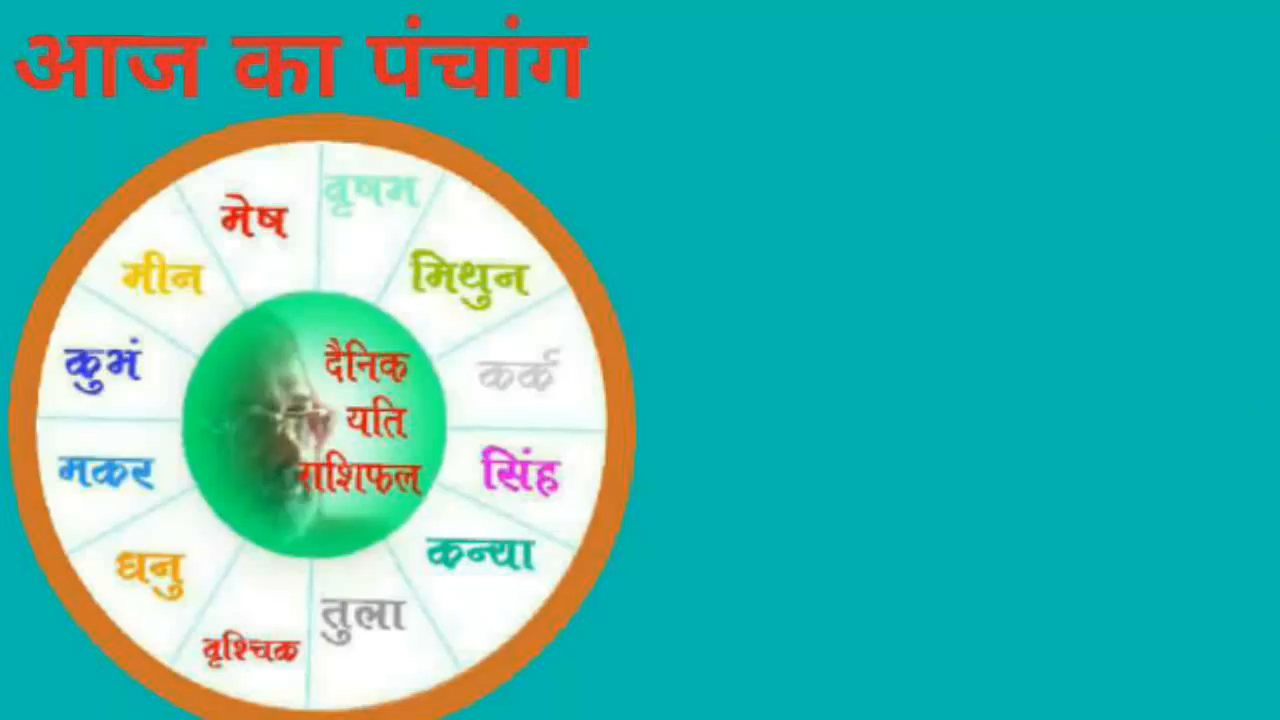 आज का पंचांग
मेष
वृषभ
मिथुन
कर्क
सिंह
कन्या
तुला
वृश्चिक
धनु
मकर
कुभं
मीन
दैनिक
यति
राशिफल